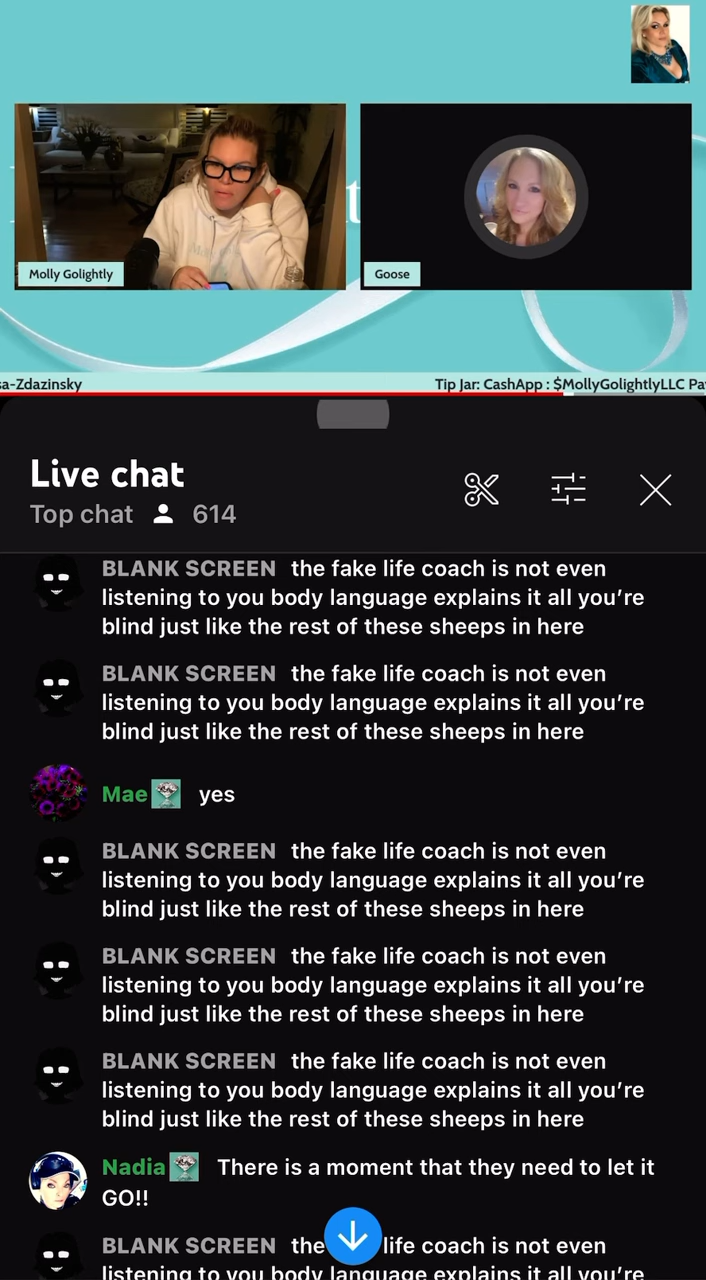 t
Molly Golightly
Goose
sa-Zdazinsky
Tip Jar: CashApp : $MollyGolightlyLLC Pa
Live chat
Top chat 614
BLANK SCREEN the fake life coach is not even
listening to you body language explains it all you’re
blind just like the rest of these sheeps in here
BLANK SCREEN the fake life coach is not even
listening to you body language explains it all you’re
blind just like the rest of these sheeps in here
Mae yes
BLANK SCREEN the fake life coach is not even
listening to you body language explains it all you’re
blind just like the rest of these sheeps in here
BLANK SCREEN the fake life coach is not even
listening to you body language explains it all you’re
blind just like the rest of these sheeps in here
BLANK SCREEN the fake life coach is not even
listening to you body language explains it all you’re
blind just like the rest of these sheeps in here
Nadia There is a moment that they need to let it
GO!!
BLANK SCREEN the life coach is not even
listening to you body language explains it all you’re